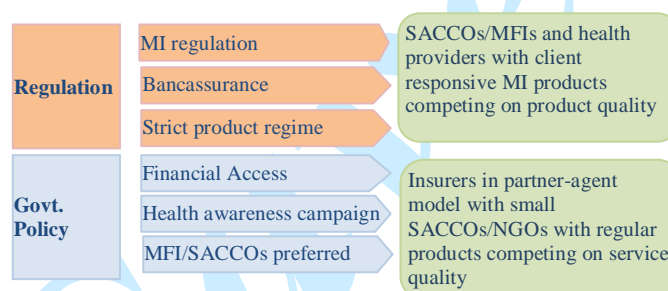 Regulation
MI regulation
Bancassurance
Strict product regime
SACCOs/MFIs and health
providers with client
responsive MI products
competing on product quality
Govt.
Policy
Financial Access
Health awareness campaign
MFI/SACCOs preferred
Insurers in partner-agent
model with small
SACCOs/NGOs with regular
products competing on service
quality